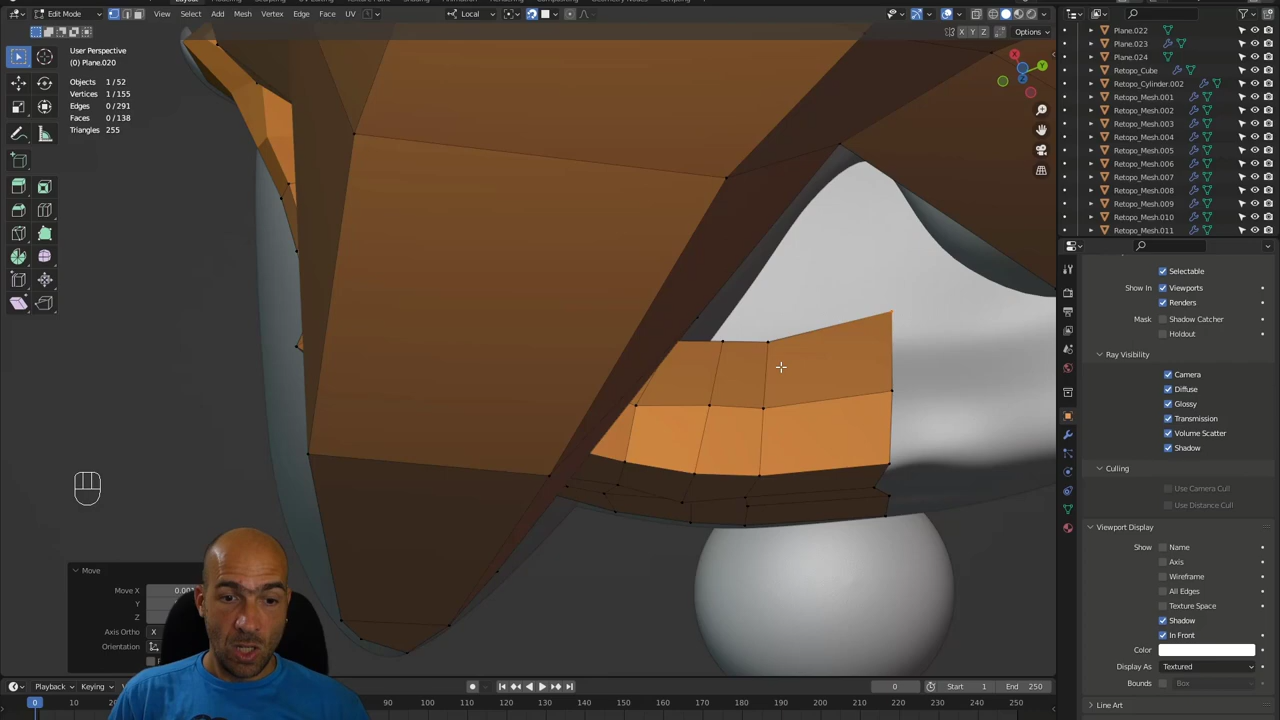 Edit Mode
View
Select
Add
Mesh
Vertex
Edge
Face
UV
Local
Options
X Y Z
User Perspective
(0) Plane.020
Objects 1/52
Vertices 1/155
Edges 0/291
Faces 0/138
Triangles 255
X
Y
Z
Plane.022
Plane.023
Plane.024
Retopo_Cube
Retopo_Cylinder.002
Retopo_Mesh.001
Retopo_Mesh.002
Retopo_Mesh.003
Retopo_Mesh.004
Retopo_Mesh.005
Retopo_Mesh.006
Retopo_Mesh.007
Retopo_Mesh.008
Retopo_Mesh.009
Retopo_Mesh.010
Retopo_Mesh.011
Selectable
Show In Viewports
Renders
Mask Shadow Catcher
Holdout
Ray Visibility
Camera
Diffuse
Glossy
Transmission
Volume Scatter
Shadow
Culling
Use Camera Cull
Use Distance Cull
Viewport Display
Show Name
Axis
Wireframe
All Edges
Texture Space
Shadow
In Front
Color
Display As Textured
Bounds Box
Line Art
Move
Move X
Y
Z
Axis Ortho X
Orientation
Playback
Keying
0
Start 1
End 250
0 10 70 80 90 100 110 120 130 140 150 160 170 180 190 200 210 220 230 240 250